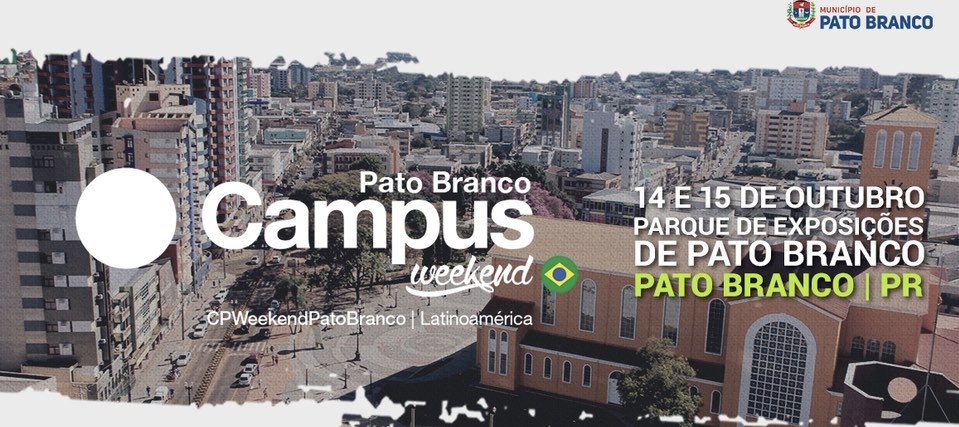 MUNICÍPIO DE
PATO BRANCO
Pato Branco
Campus
weekend
CPWeekendPatoBranco | Latinoamérica
14 E 15 DE OUTUBRO
PARQUE DE EXPOSIÇÕES
DE PATO BRANCO
PATO BRANCO | PR